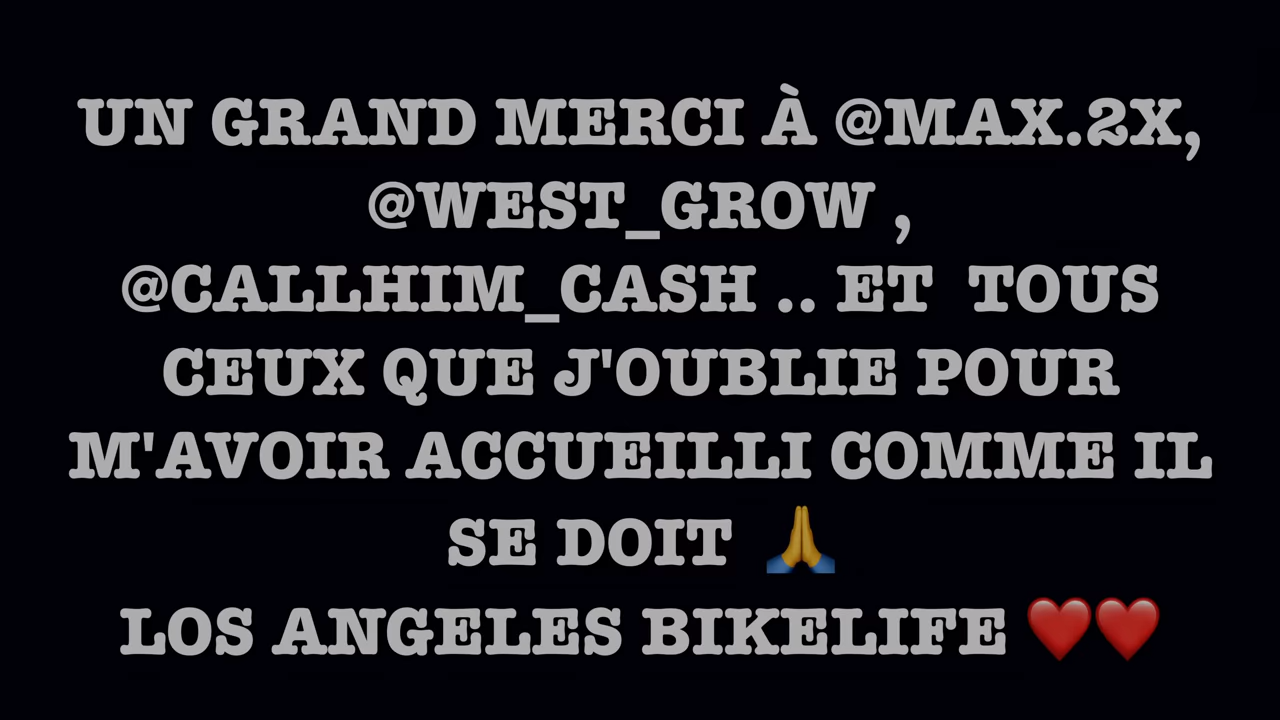 UN GRAND MERCI À @MAX.2X,
@WEST_GROW ,
@CALLHIM_CASH .. ET  TOUS
CEUX QUE J'OUBLIE POUR
M'AVOIR ACCUEILLI COMME IL
SE DOIT 🙏
LOS ANGELES BIKELIFE ❤️❤️